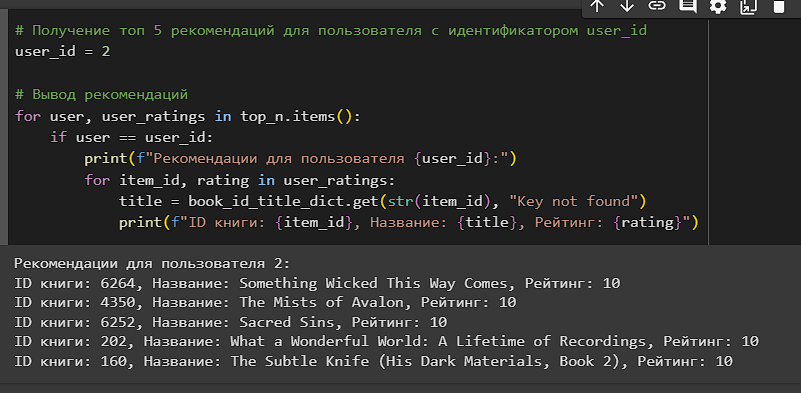 # Получение топ 5 рекомендаций для пользователя с идентификатором user_id
user_id = 2
# Вывод рекомендаций
for user, user_ratings in top_n.items():
    if user == user_id:
        print(f"Рекомендации для пользователя {user_id}:")
        for item_id, rating in user_ratings:
            title = book_id_title_dict.get(str(item_id), "Key not found")
            print(f"ID книги: {item_id}, Название: {title}, Рейтинг: {rating}")
Рекомендации для пользователя 2:
ID книги: 6264, Название: Something Wicked This Way Comes, Рейтинг: 10
ID книги: 4350, Название: The Mists of Avalon, Рейтинг: 10
ID книги: 6252, Название: Sacred Sins, Рейтинг: 10
ID книги: 202, Название: What a Wonderful World: A Lifetime of Recordings, Рейтинг: 10
ID книги: 160, Название: The Subtle Knife (His Dark Materials, Book 2), Рейтинг: 10